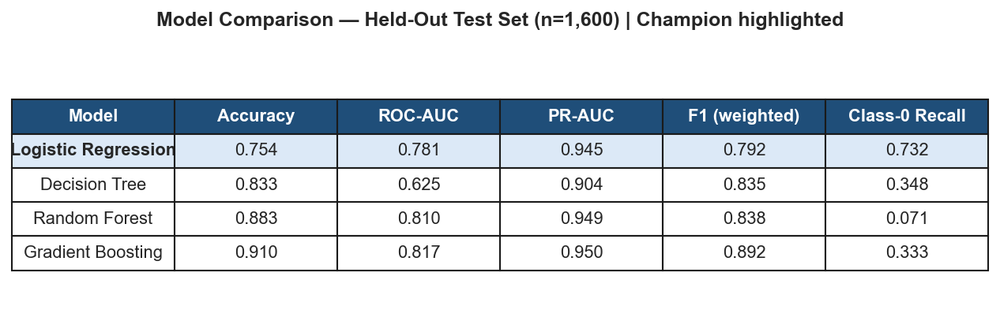 Model Comparison — Held-Out Test Set (n=1,600) | Champion highlighted
Model Accuracy ROC-AUC PR-AUC F1 (weighted) Class-0 Recall
Logistic Regression 0.754 0.781 0.945 0.792 0.732
Decision Tree 0.833 0.625 0.904 0.835 0.348
Random Forest 0.883 0.810 0.949 0.838 0.071
Gradient Boosting 0.910 0.817 0.950 0.892 0.333